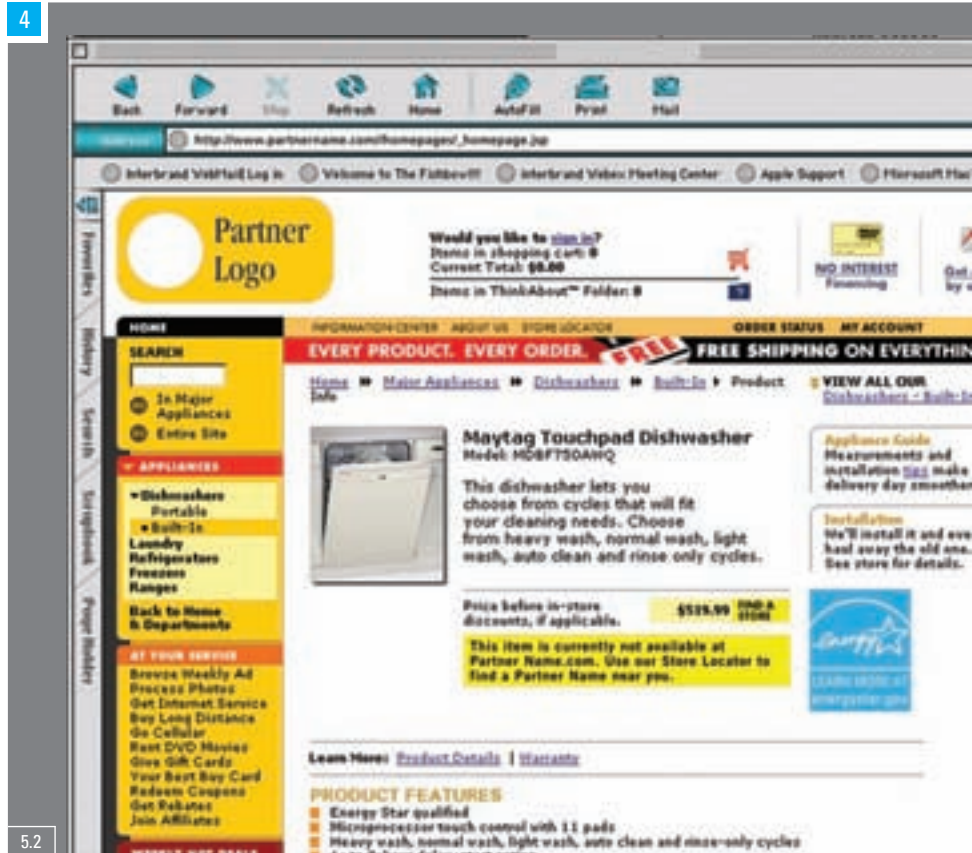 4
Back Forward Stop Refresh Home AutoFill Print Mail
http://www.partnername.com/homepages/_homepage.jsp
Interbrand WebMail Log in Welcome to The Fishbowl!!! Interbrand Webex Meeting Center Apple Support Microsoft Mac
Favorites
History
Search
Scrapbook
Page Holder
Partner
Logo
Would you like to sign in?
Items in shopping cart: 0
Current Total: $0.00
Items in ThinkAbout™ Folder: 0
NO INTEREST
Financing
Get
by
HOME
INFORMATION CENTER ABOUT US STORE LOCATOR ORDER STATUS MY ACCOUNT
EVERY PRODUCT. EVERY ORDER. FREE FREE SHIPPING ON EVERYTHIN
SEARCH
In Major
Appliances
Entire Site
APPLIANCES
Dishwashers
Portable
Built-In
Laundry
Refrigerators
Freezers
Ranges
Back to Home
& Departments
AT YOUR SERVICE
Browse Weekly Ad
Process Photos
Get Internet Service
Buy Long Distance
Go Cellular
Rent DVD Movies
Give Gift Cards
Your Best Buy Card
Redeem Coupons
Get Rebates
Join Affiliates
WEEKLY HOT DEALS
Home Major Appliances Dishwashers Built-In Product
Info
VIEW ALL OUR
Dishwashers - Built-In
Maytag Touchpad Dishwasher
Model: MDBF750AWQ
This dishwasher lets you
choose from cycles that will fit
your cleaning needs. Choose
from heavy wash, normal wash, light
wash, auto clean and rinse only cycles.
Appliance Guide
Measurements and
installation tips make
delivery day smoother
Installation
We'll install it and eve
haul away the old one.
See store for details.
Price before in-store
discounts, if applicable.
$539.99 FIND A
STORE
This item is currently not available at
Partner Name.com. Use our Store Locator to
find a Partner Name near you.
energy
LEARN MORE AT
energystar.gov
Learn More: Product Details | Warranty
PRODUCT FEATURES
Energy Star qualified
Microprocessor touch control with 11 pads
Heavy wash, normal wash, light wash, auto clean and rinse-only cycles
5.2